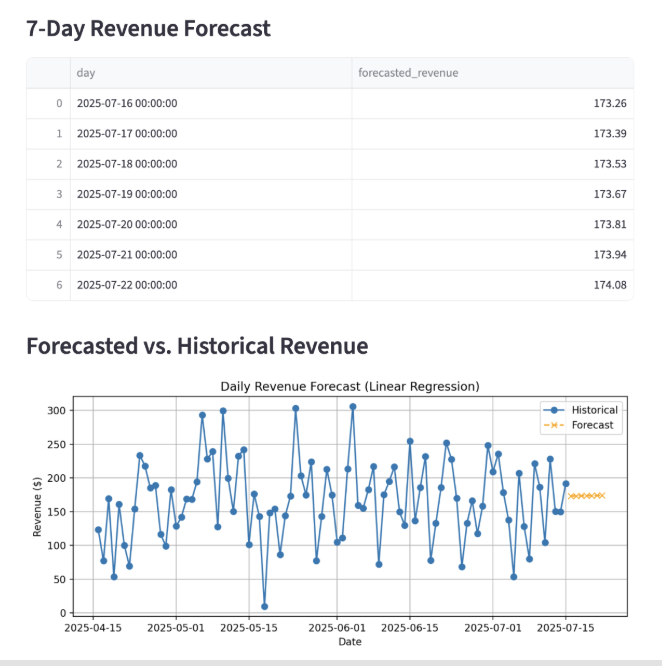 7-Day Revenue Forecast
day forecasted_revenue
0 2025-07-16 00:00:00 173.26
1 2025-07-17 00:00:00 173.39
2 2025-07-18 00:00:00 173.53
3 2025-07-19 00:00:00 173.67
4 2025-07-20 00:00:00 173.81
5 2025-07-21 00:00:00 173.94
6 2025-07-22 00:00:00 174.08
Forecasted vs. Historical Revenue
Daily Revenue Forecast (Linear Regression)
Historical
Forecast
Revenue ($)
300
250
200
150
100
50
0
2025-04-15 2025-05-01 2025-05-15 2025-06-01 2025-06-15 2025-07-01 2025-07-15
Date